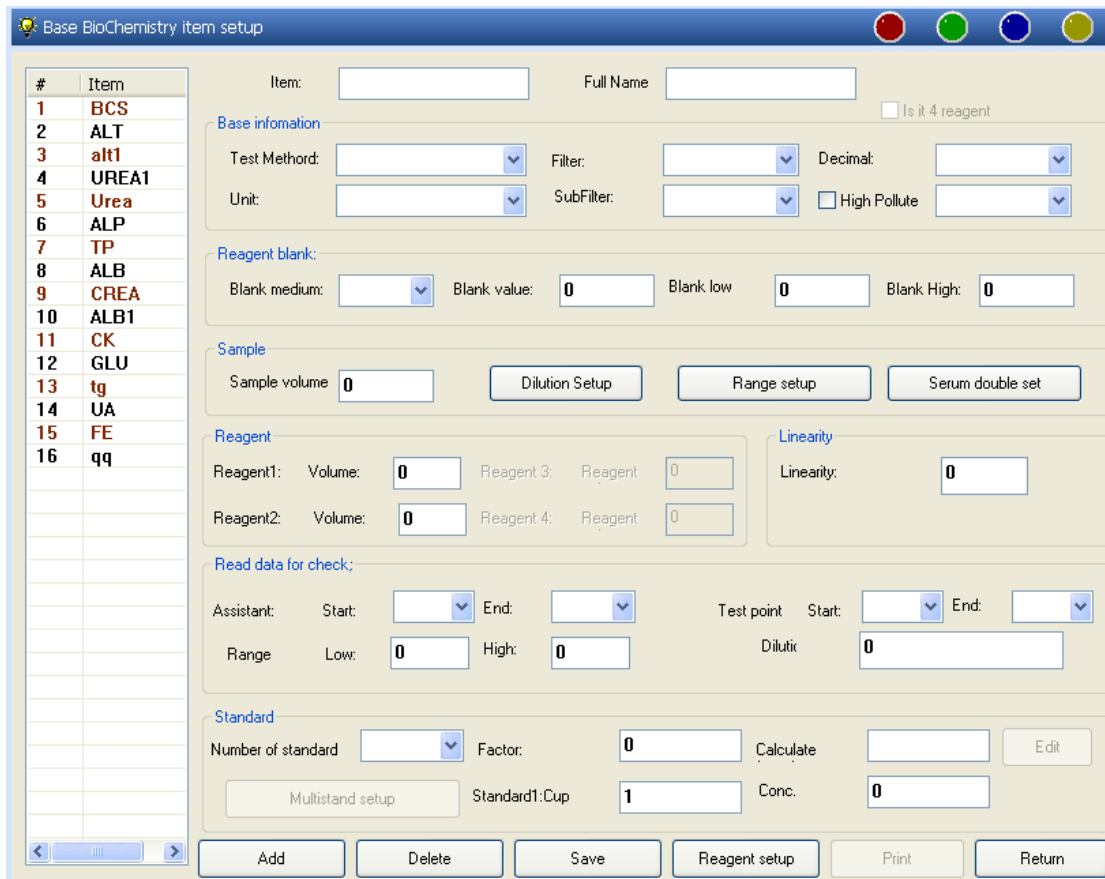 Base BioChemistry item setup
# Item
1 BCS
2 ALT
3 alt1
4 UREA1
5 Urea
6 ALP
7 TP
8 ALB
9 CREA
10 ALB1
11 CK
12 GLU
13 tg
14 UA
15 FE
16 qq
Item: Full Name
Is it 4 reagent
Base infomation
Test Methord: Filter: Decimal:
Unit: SubFilter: High Pollute
Reagent blank:
Blank medium: Blank value: 0 Blank low 0 Blank High: 0
Sample
Sample volume 0 Dilution Setup Range setup Serum double set
Reagent
Reagent1: Volume: 0 Reagent 3: Reagent 0
Reagent2: Volume: 0 Reagent 4: Reagent 0
Linearity
Linearity: 0
Read data for check;
Assistant: Start: End: Test point Start: End:
Range Low: 0 High: 0 Dilutic 0
Standard
Number of standard Factor: 0 Calculate Edit
Multistand setup Standard1:Cup 1 Conc. 0
Add Delete Save Reagent setup Print Return